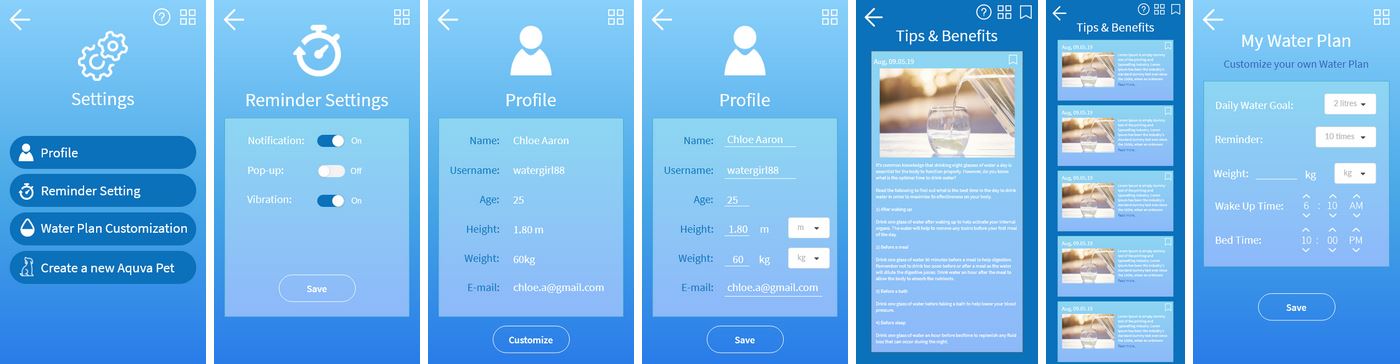 ?
Settings
Profile
Reminder Setting
Water Plan Customization
Create a new Aquva Pet
Reminder Settings
Notification: On
Pop-up: Off
Vibration: On
Save
Profile
Name: Chloe Aaron
Username: watergirl88
Age: 25
Height: 1.80 m
Weight: 60kg
E-mail: chloe.a@gmail.com
Customize
Profile
Name: Chloe Aaron
Username: watergirl88
Age: 25
Height: 1.80 m m
Weight: 60 kg kg
E-mail: chloe.a@gmail.com
Save
?
Tips & Benefits
Aug, 09.05.19
It's common knowledge that drinking eight glasses of water a day is
essential for the body to function properly. However, do you know
what is the optimal time to drink water?
Read the following to find out what is the best time in the day to drink
water in order to maximize its effectiveness on your body.
1) After waking up
Drink one glass of water after waking up to help activate your internal
organs. The water will help to remove any toxins before your first meal
of the day.
2) Before a meal
Drink one glass of water 30 minutes before a meal to help digestion.
Remember not to drink too soon before or after a meal as the water
will dilute the digestive juices. Drink water an hour after the meal to
allow the body to absorb the nutrients.
3) Before a bath
Drink one glass of water before taking a bath to help lower your blood
pressure.
4) Before sleep
Drink one glass of water an hour before bedtime to replenish any fluid
loss that can occur during the night.
?
Tips & Benefits
Aug, 09.05.19
Aug, 09.05.19
Aug, 09.05.19
Aug, 09.05.19
Aug, 09.05.19
My Water Plan
Customize your own Water Plan
Daily Water Goal: 2 litres
Reminder: 10 times
Weight: kg kg
Wake Up Time: 6 : 10 AM
Bed Time: 10 : 00 PM
Save